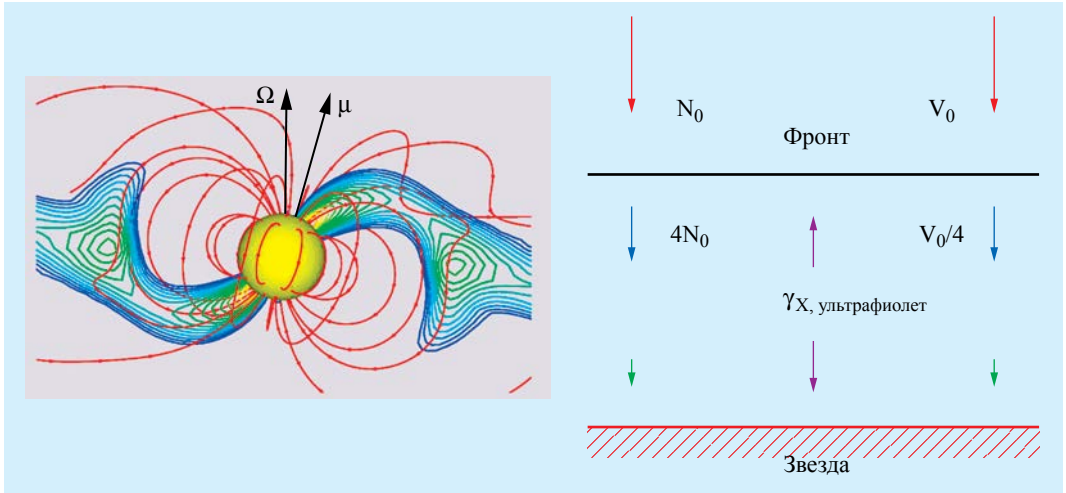 Ω
μ
N₀ V₀
Фронт
4N₀ V₀/4
γX, ультрафиолет
Звезда